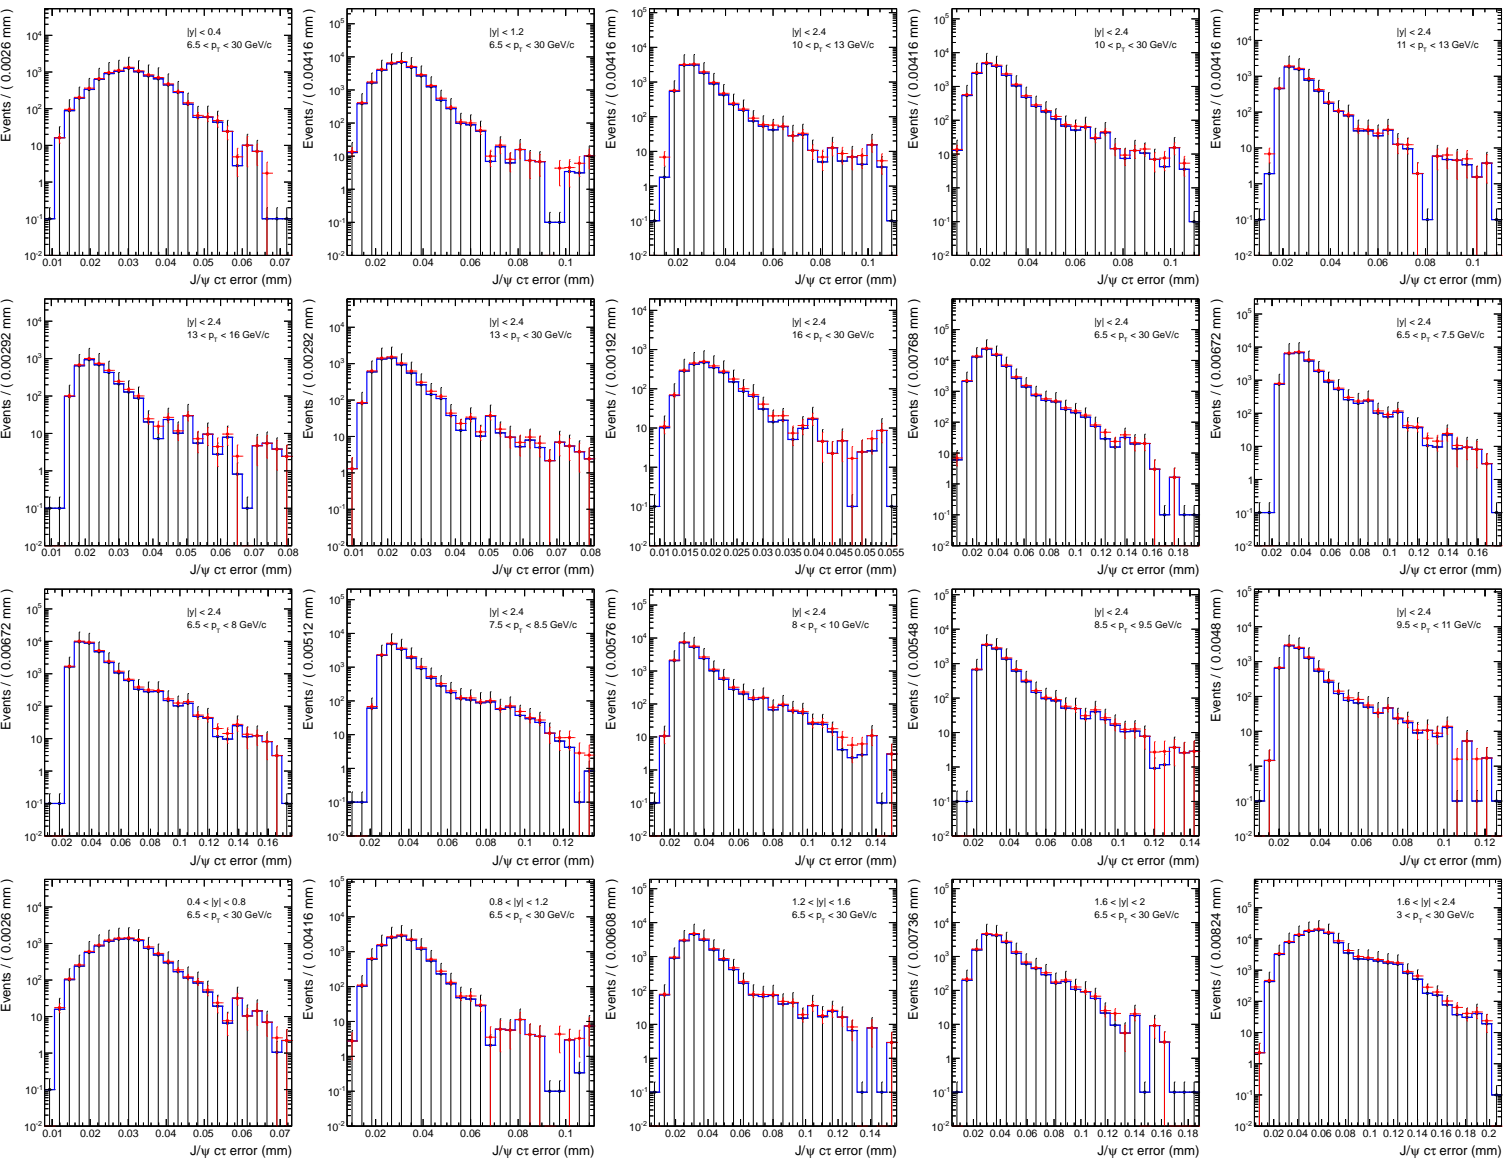 Events / ( 0.0026 mm )
|y| < 0.4
6.5 < p_T < 30 GeV/c
J/ψ cτ error (mm)
Events / ( 0.00416 mm )
|y| < 1.2
6.5 < p_T < 30 GeV/c
J/ψ cτ error (mm)
Events / ( 0.00416 mm )
|y| < 2.4
10 < p_T < 13 GeV/c
J/ψ cτ error (mm)
Events / ( 0.00416 mm )
|y| < 2.4
10 < p_T < 30 GeV/c
J/ψ cτ error (mm)
Events / ( 0.00416 mm )
|y| < 2.4
11 < p_T < 13 GeV/c
J/ψ cτ error (mm)
Events / ( 0.00292 mm )
|y| < 2.4
13 < p_T < 16 GeV/c
J/ψ cτ error (mm)
Events / ( 0.00292 mm )
|y| < 2.4
13 < p_T < 30 GeV/c
J/ψ cτ error (mm)
Events / ( 0.00192 mm )
|y| < 2.4
16 < p_T < 30 GeV/c
J/ψ cτ error (mm)
Events / ( 0.00768 mm )
|y| < 2.4
6.5 < p_T < 30 GeV/c
J/ψ cτ error (mm)
Events / ( 0.00672 mm )
|y| < 2.4
6.5 < p_T < 7.5 GeV/c
J/ψ cτ error (mm)
Events / ( 0.00672 mm )
|y| < 2.4
6.5 < p_T < 8 GeV/c
J/ψ cτ error (mm)
Events / ( 0.00512 mm )
|y| < 2.4
7.5 < p_T < 8.5 GeV/c
J/ψ cτ error (mm)
Events / ( 0.00576 mm )
|y| < 2.4
8 < p_T < 10 GeV/c
J/ψ cτ error (mm)
Events / ( 0.00548 mm )
|y| < 2.4
8.5 < p_T < 9.5 GeV/c
J/ψ cτ error (mm)
Events / ( 0.0048 mm )
|y| < 2.4
9.5 < p_T < 11 GeV/c
J/ψ cτ error (mm)
Events / ( 0.0026 mm )
0.4 < |y| < 0.8
6.5 < p_T < 30 GeV/c
J/ψ cτ error (mm)
Events / ( 0.00416 mm )
0.8 < |y| < 1.2
6.5 < p_T < 30 GeV/c
J/ψ cτ error (mm)
Events / ( 0.00608 mm )
1.2 < |y| < 1.6
6.5 < p_T < 30 GeV/c
J/ψ cτ error (mm)
Events / ( 0.00736 mm )
1.6 < |y| < 2
6.5 < p_T < 30 GeV/c
J/ψ cτ error (mm)
Events / ( 0.00824 mm )
1.6 < |y| < 2.4
3 < p_T < 30 GeV/c
J/ψ cτ error (mm)